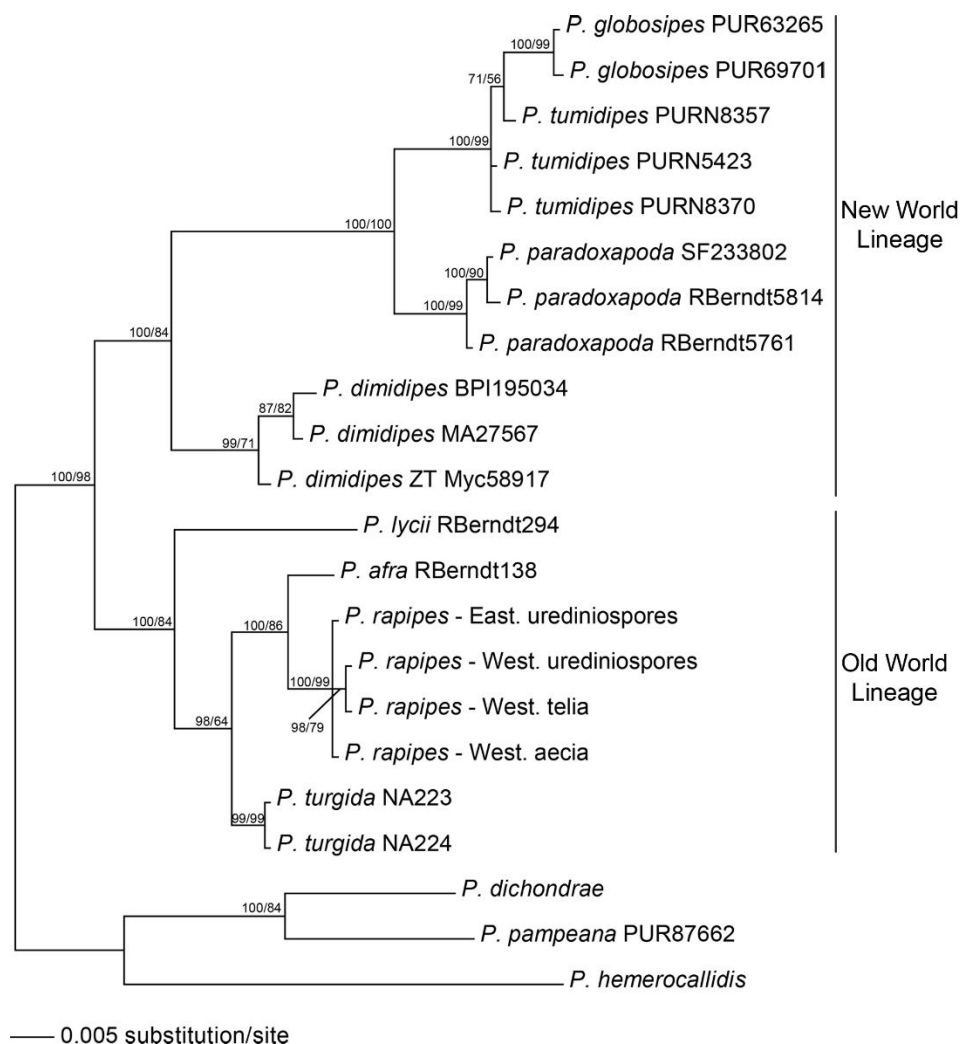 P. globosipes PUR63265
100/99
P. globosipes PUR69701
71/56
P. tumidipes PURN8357
100/99
P. tumidipes PURN5423
P. tumidipes PURN8370
New World
Lineage
100/100
P. paradoxapoda SF233802
100/90
P. paradoxapoda RBerndt5814
100/99
P. paradoxapoda RBerndt5761
100/84
P. dimidipes BPI195034
87/82
P. dimidipes MA27567
99/71
P. dimidipes ZT Myc58917
100/98
P. lycii RBerndt294
P. afra RBerndt138
100/84
100/86
P. rapipes - East. urediniospores
P. rapipes - West. urediniospores
Old World
Lineage
100/99
P. rapipes - West. telia
98/79
98/64
P. rapipes - West. aecia
P. turgida NA223
99/99
P. turgida NA224
P. dichondrae
100/84
P. pampeana PUR87662
P. hemerocallidis
0.005 substitution/site